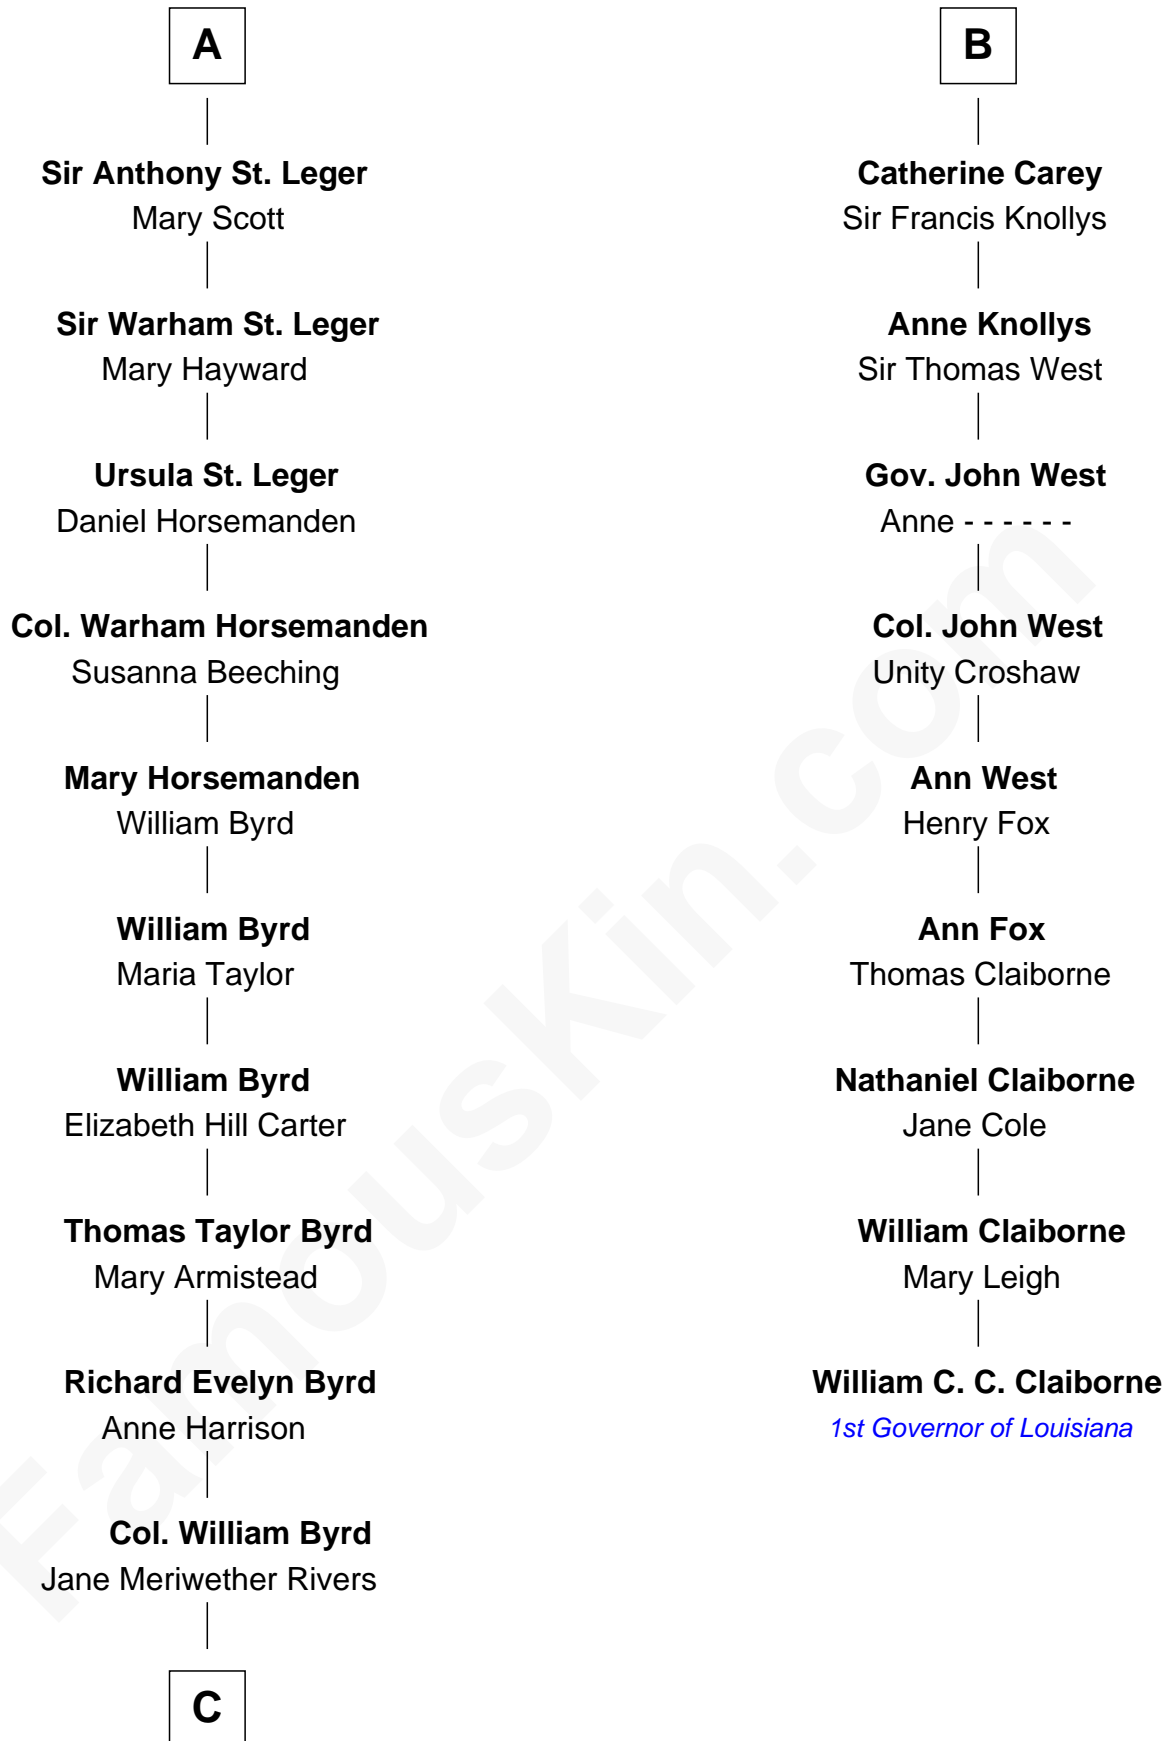 A
Sir Anthony St. Leger
Mary Scott
Sir Warham St. Leger
Mary Hayward
Ursula St. Leger
Daniel Horsemanden
Col. Warham Horsemanden
Susanna Beeching
Mary Horsemanden
William Byrd
William Byrd
Maria Taylor
William Byrd
Elizabeth Hill Carter
Thomas Taylor Byrd
Mary Armistead
Richard Evelyn Byrd
Anne Harrison
Col. William Byrd
Jane Meriwether Rivers
C
B
Catherine Carey
Sir Francis Knollys
Anne Knollys
Sir Thomas West
Gov. John West
Anne - - - - - -
Col. John West
Unity Croshaw
Ann West
Henry Fox
Ann Fox
Thomas Claiborne
Nathaniel Claiborne
Jane Cole
William Claiborne
Mary Leigh
William C. C. Claiborne
1st Governor of Louisiana
FamousKin.com